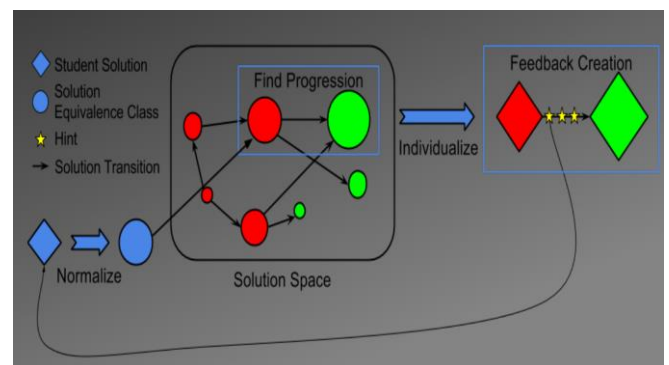 Student Solution
Solution
Equivalence Class
Hint
Solution Transition
Normalize
Find Progression
Solution Space
Individualize
Feedback Creation